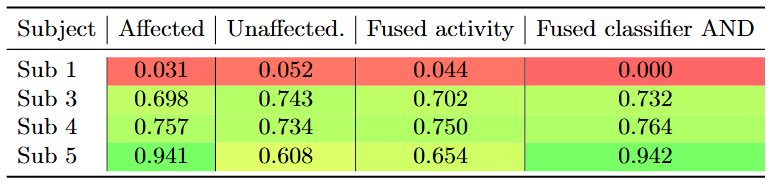 Subject Affected Unaffected. Fused activity Fused classifier AND
Sub 1 0.031 0.052 0.044 0.000
Sub 3 0.698 0.743 0.702 0.732
Sub 4 0.757 0.734 0.750 0.764
Sub 5 0.941 0.608 0.654 0.942